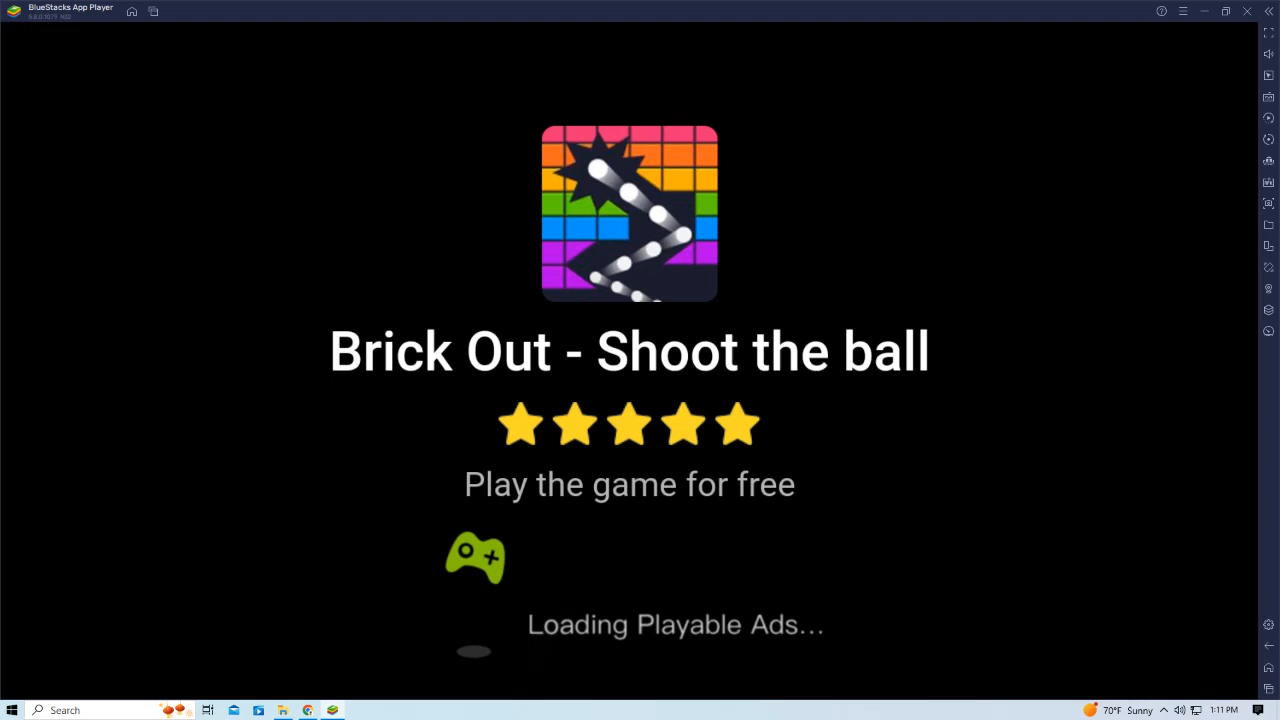 BlueStacks App Player
Brick Out - Shoot the ball
Play the game for free
Loading Playable Ads...
Search
70°F Sunny
1:11 PM